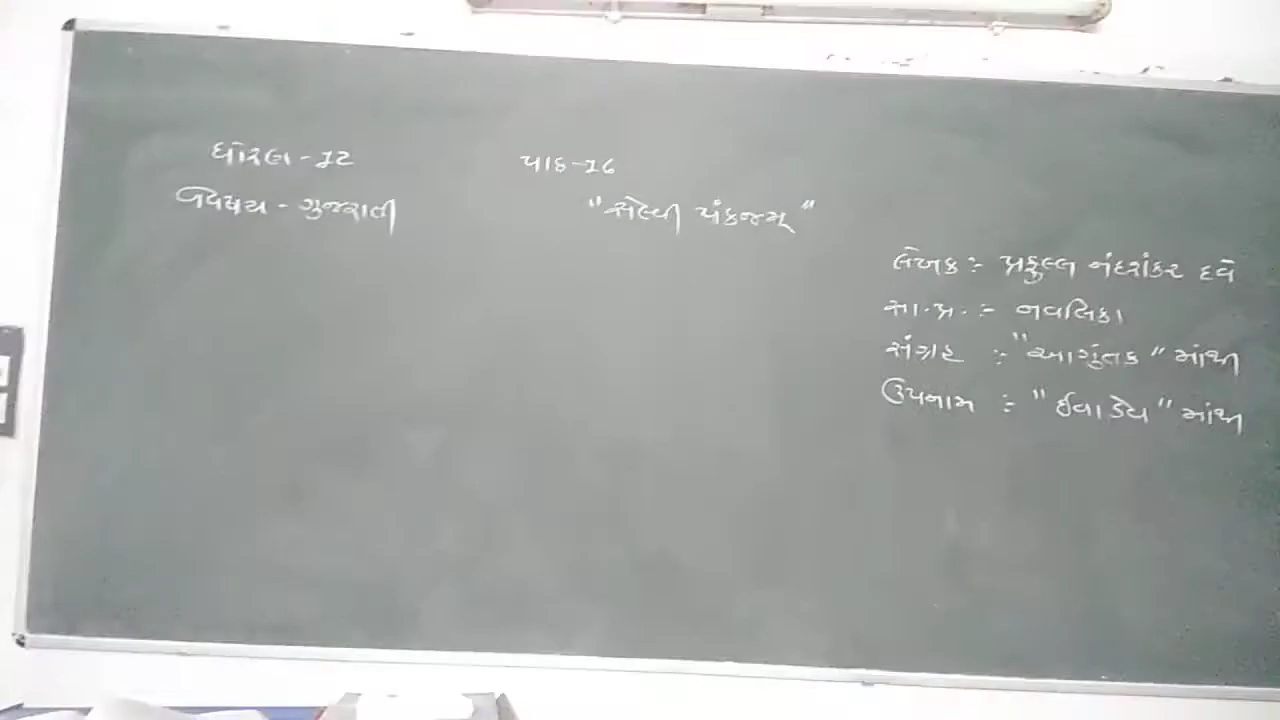 ધોરણ - 12
પાઠ - 16
વિષય - ગુજરાતી
"સેલ્વી પંકજમ્"
લેખક :- પ્રફુલ્લ નંદશંકર દવે
સા.પ્ર. :- નવલિકા
સંગ્રહ :- "આગંતુક" માંથી
ઉપનામ :- "ઈવા ડેવ" માંથી